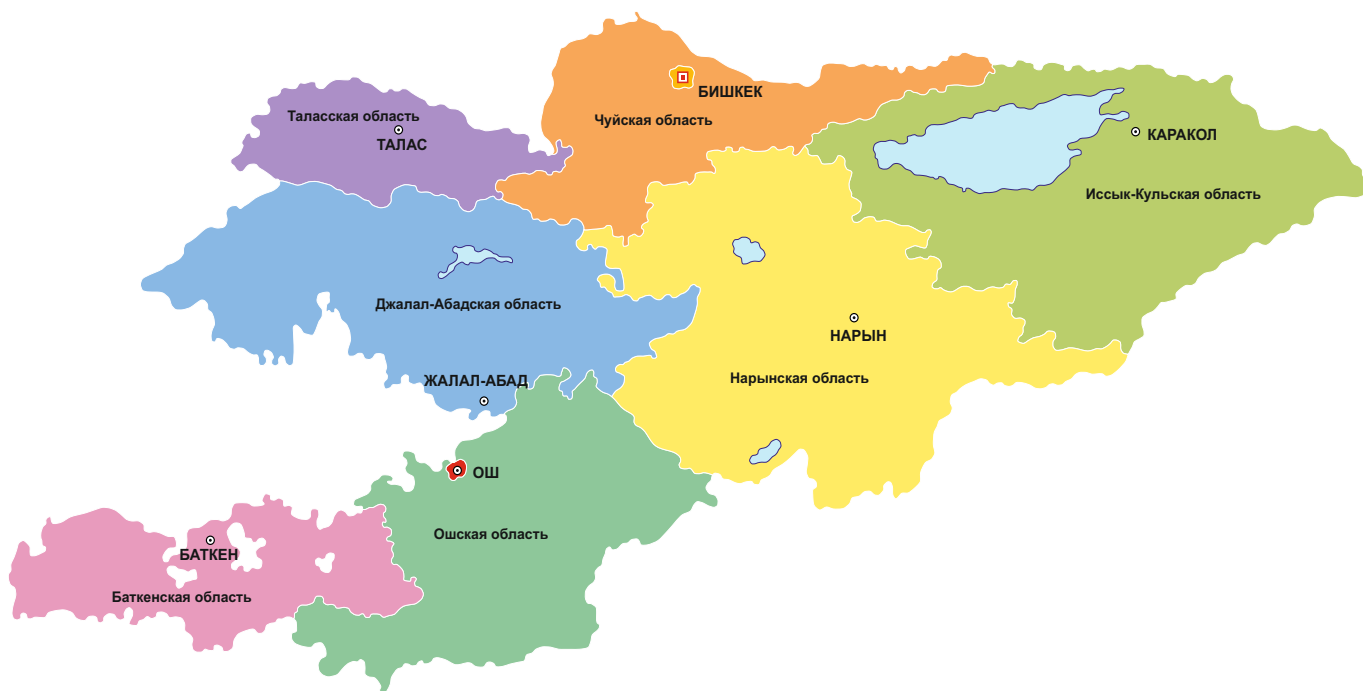 БИШКЕК
Таласская область
Чуйская область
ТАЛАС
КАРАКОЛ
Иссык-Кульская область
Джалал-Абадская область
НАРЫН
Нарынская область
ЖАЛАЛ-АБАД
ОШ
Ошская область
БАТКЕН
Баткенская область